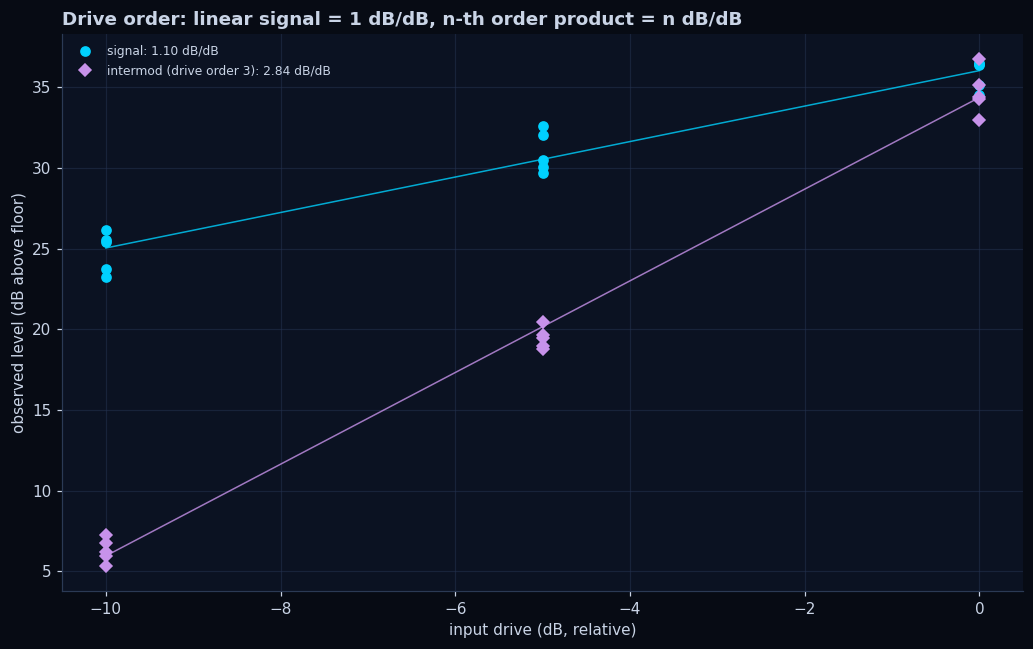 Drive order: linear signal = 1 dB/dB, n-th order product = n dB/dB
signal: 1.10 dB/dB
intermod (drive order 3): 2.84 dB/dB
observed level (dB above floor)
35
30
25
20
15
10
5
−10
−8
−6
−4
−2
0
input drive (dB, relative)